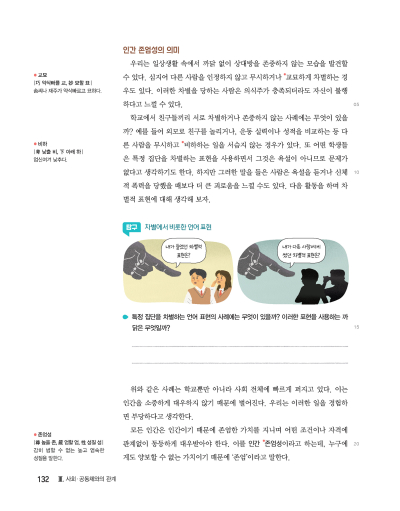 인간 존엄성의 의미
우리는 일상생활 속에서 까닭 없이 상대방을 존중하지 않는 모습을 발견할
수 있다. 심지어 다른 사람을 인정하지 않고 무시하거나 *교묘하게 차별하는 경
우도 있다. 이러한 차별을 당하는 사람은 의식주가 충족되더라도 자신이 불행
하다고 느낄 수 있다.
05
* 교묘
(巧 약삭빠를 교, 妙 묘할 묘)
솜씨나 재주가 약삭빠르고 묘하다.
학교에서 친구들끼리 서로 차별하거나 존중하지 않는 사례에는 무엇이 있을
까? 예를 들어 외모로 친구를 놀리거나, 운동 실력이나 성적을 비교하는 등 다
른 사람을 무시하고 *비하하는 일을 서슴지 않는 경우가 있다. 또 어떤 학생들
은 특정 집단을 차별하는 표현을 사용하면서 그것은 욕설이 아니므로 문제가
없다고 생각하기도 한다. 하지만 그러한 말을 들은 사람은 욕설을 듣거나 신체
10
적 폭력을 당했을 때보다 더 큰 괴로움을 느낄 수도 있다. 다음 활동을 하며 차
별적 표현에 대해 생각해 보자.
* 비하
(卑 낮출 비, 下 아래 하)
업신여겨 낮추다.
탐구 차별에서 비롯한 언어 표현
내가 들었던 차별적
표현은?
내가 다른 사람에게
썼던 차별적 표현은?
특정 집단을 차별하는 언어 표현의 사례에는 무엇이 있을까? 이러한 표현을 사용하는 까
닭은 무엇일까?
15
위와 같은 사례는 학교뿐만 아니라 사회 전체에 빠르게 퍼지고 있다. 이는
인간을 소중하게 대우하지 않기 때문에 벌어진다. 우리는 이러한 일을 경험하
면 부당하다고 생각한다.
모든 인간은 인간이기 때문에 존엄한 가치를 지니며 어떤 조건이나 자격에
관계없이 동등하게 대우받아야 한다. 이를 인간 *존엄성이라고 하는데, 누구에
20
게도 양보할 수 없는 가치이기 때문에 '존엄'이라고 말한다.
* 존엄성
(尊 높을 존, 嚴 엄할 엄, 性 성질 성)
감히 범할 수 없는 높고 엄숙한
성질을 말한다.
132 Ⅲ. 사회·공동체와의 관계